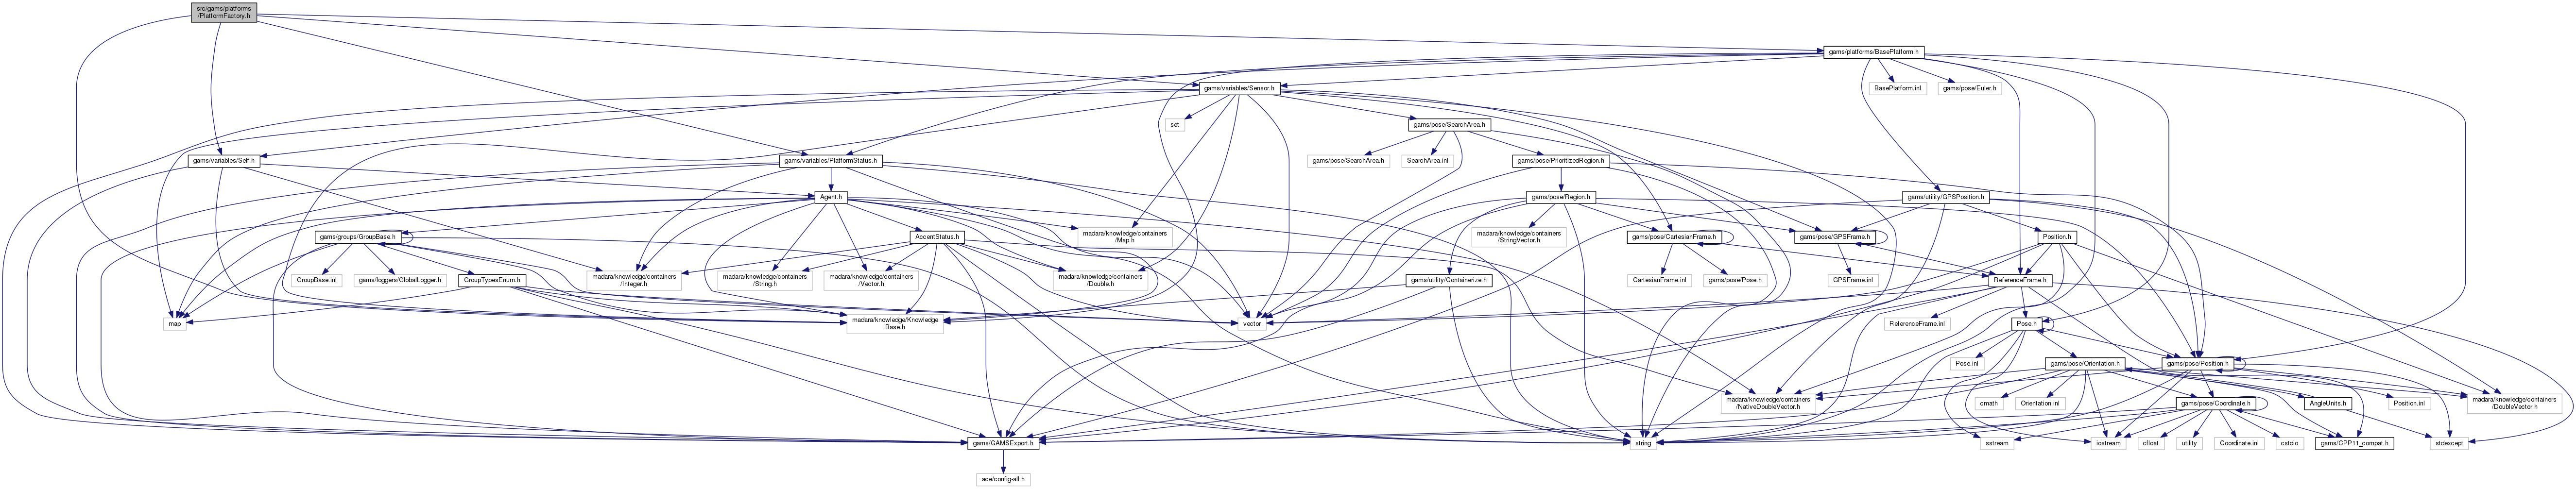 src/gams/platforms
/PlatformFactory.h
gams/platforms/BasePlatform.h
gams/variables/Sensor.h
BasePlatform.inl
gams/pose/Euler.h
set
gams/pose/SearchArea.h
gams/variables/Self.h
gams/variables/PlatformStatus.h
gams/pose/SearchArea.h
SearchArea.inl
gams/pose/PrioritizedRegion.h
Agent.h
gams/pose/Region.h
gams/utility/GPSPosition.h
gams/groups/GroupBase.h
AccentStatus.h
madara/knowledge/containers
/Map.h
madara/knowledge/containers
/StringVector.h
gams/pose/CartesianFrame.h
gams/pose/GPSFrame.h
Position.h
GroupBase.inl
gams/loggers/GlobalLogger.h
GroupTypesEnum.h
madara/knowledge/containers
/Integer.h
madara/knowledge/containers
/String.h
madara/knowledge/containers
/Vector.h
madara/knowledge/containers
/Double.h
gams/utility/Containerize.h
CartesianFrame.inl
gams/pose/Pose.h
GPSFrame.inl
ReferenceFrame.h
map
madara/knowledge/Knowledge
Base.h
vector
ReferenceFrame.inl
Pose.h
Pose.inl
gams/pose/Orientation.h
gams/pose/Position.h
madara/knowledge/containers
/NativeDoubleVector.h
cmath
Orientation.inl
gams/pose/Coordinate.h
AngleUnits.h
Position.inl
madara/knowledge/containers
/DoubleVector.h
gams/GAMSExport.h
string
sstream
iostream
cfloat
utility
Coordinate.inl
cstdio
gams/CPP11_compat.h
stdexcept
ace/config-all.h